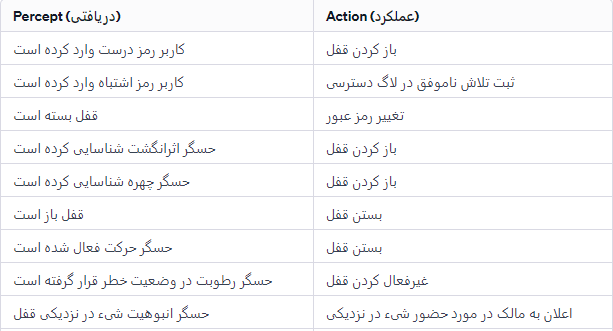 Percept (دریافتی) Action (عملکرد)
کاربر رمز درست وارد کرده است باز کردن قفل
کاربر رمز اشتباه وارد کرده است ثبت تلاش ناموفق در لاگ دسترسی
قفل بسته است تغییر رمز عبور
حسگر اثرانگشت شناسایی کرده است باز کردن قفل
حسگر چهره شناسایی کرده است باز کردن قفل
قفل باز است بستن قفل
حسگر حرکت فعال شده است بستن قفل
حسگر رطوبت در وضعیت خطر قرار گرفته است غیرفعال کردن قفل
حسگر انبوهیت شیء در نزدیکی قفل اعلان به مالک در مورد حضور شیء در نزدیکی